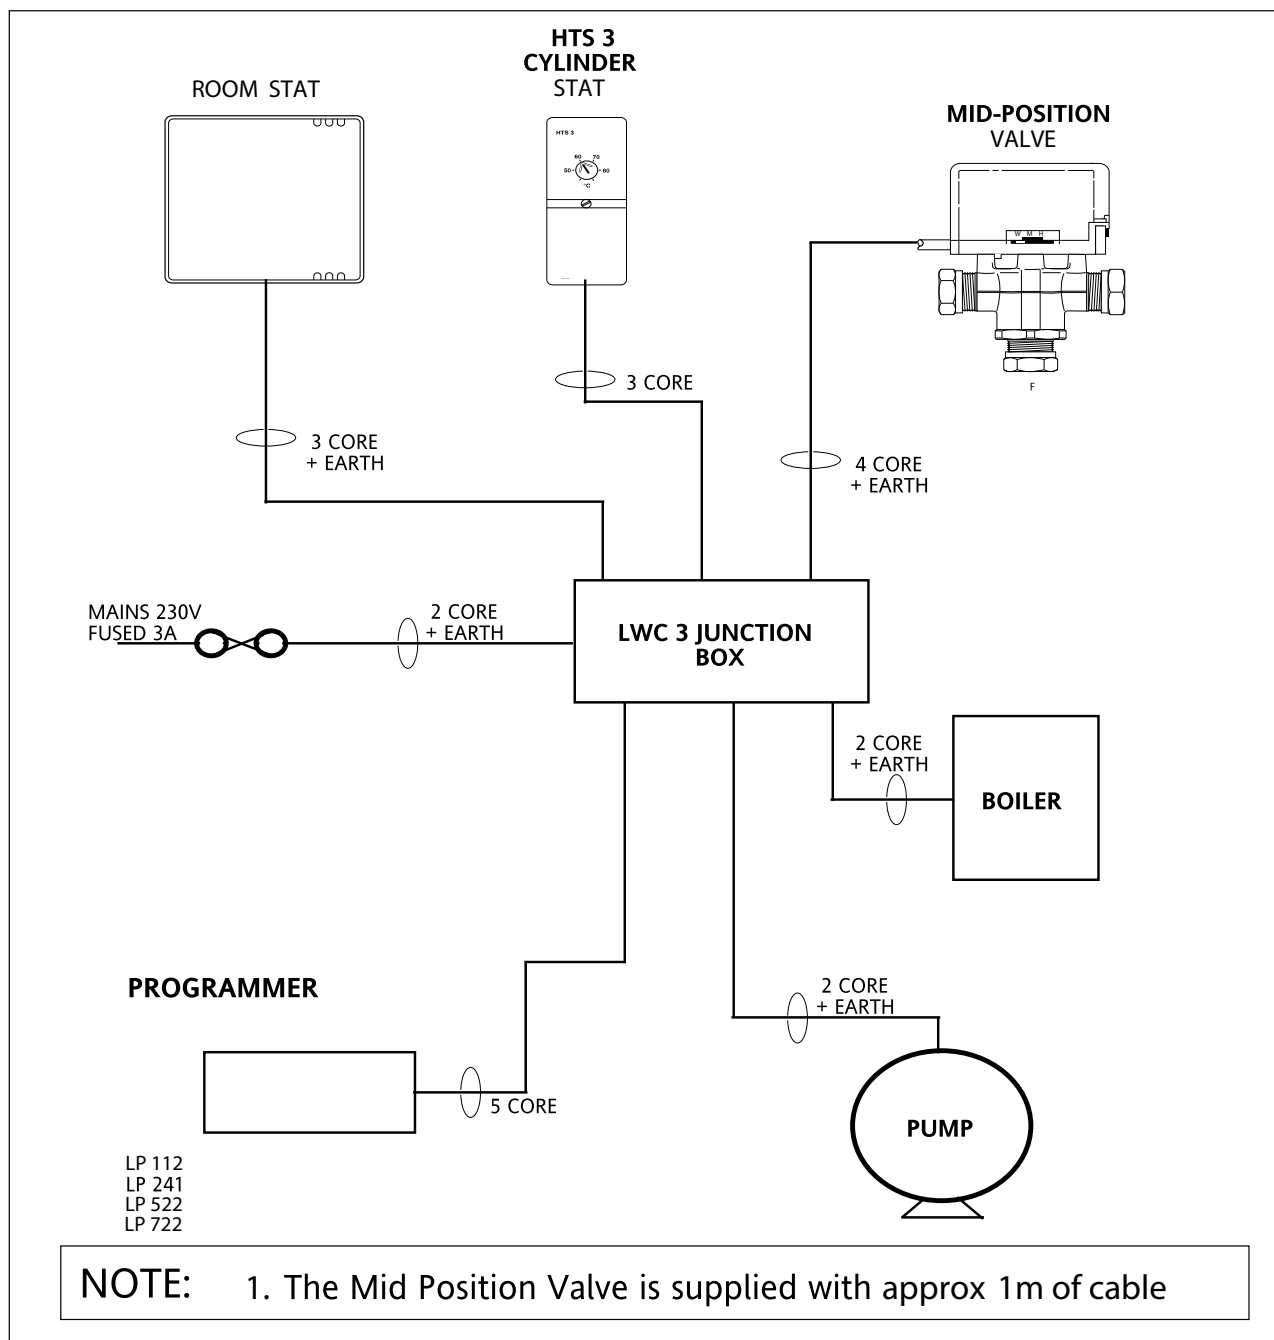 HTS 3
CYLINDER
STAT
ROOM STAT
MID-POSITION
VALVE
HTS 3
60 70
50 80
°C
W M H
F
3 CORE
3 CORE
+ EARTH
4 CORE
+ EARTH
MAINS 230V
FUSED 3A
2 CORE
+ EARTH
LWC 3 JUNCTION
BOX
2 CORE
+ EARTH
BOILER
PROGRAMMER
2 CORE
+ EARTH
5 CORE
PUMP
LP 112
LP 241
LP 522
LP 722
NOTE: 1. The Mid Position Valve is supplied with approx 1m of cable